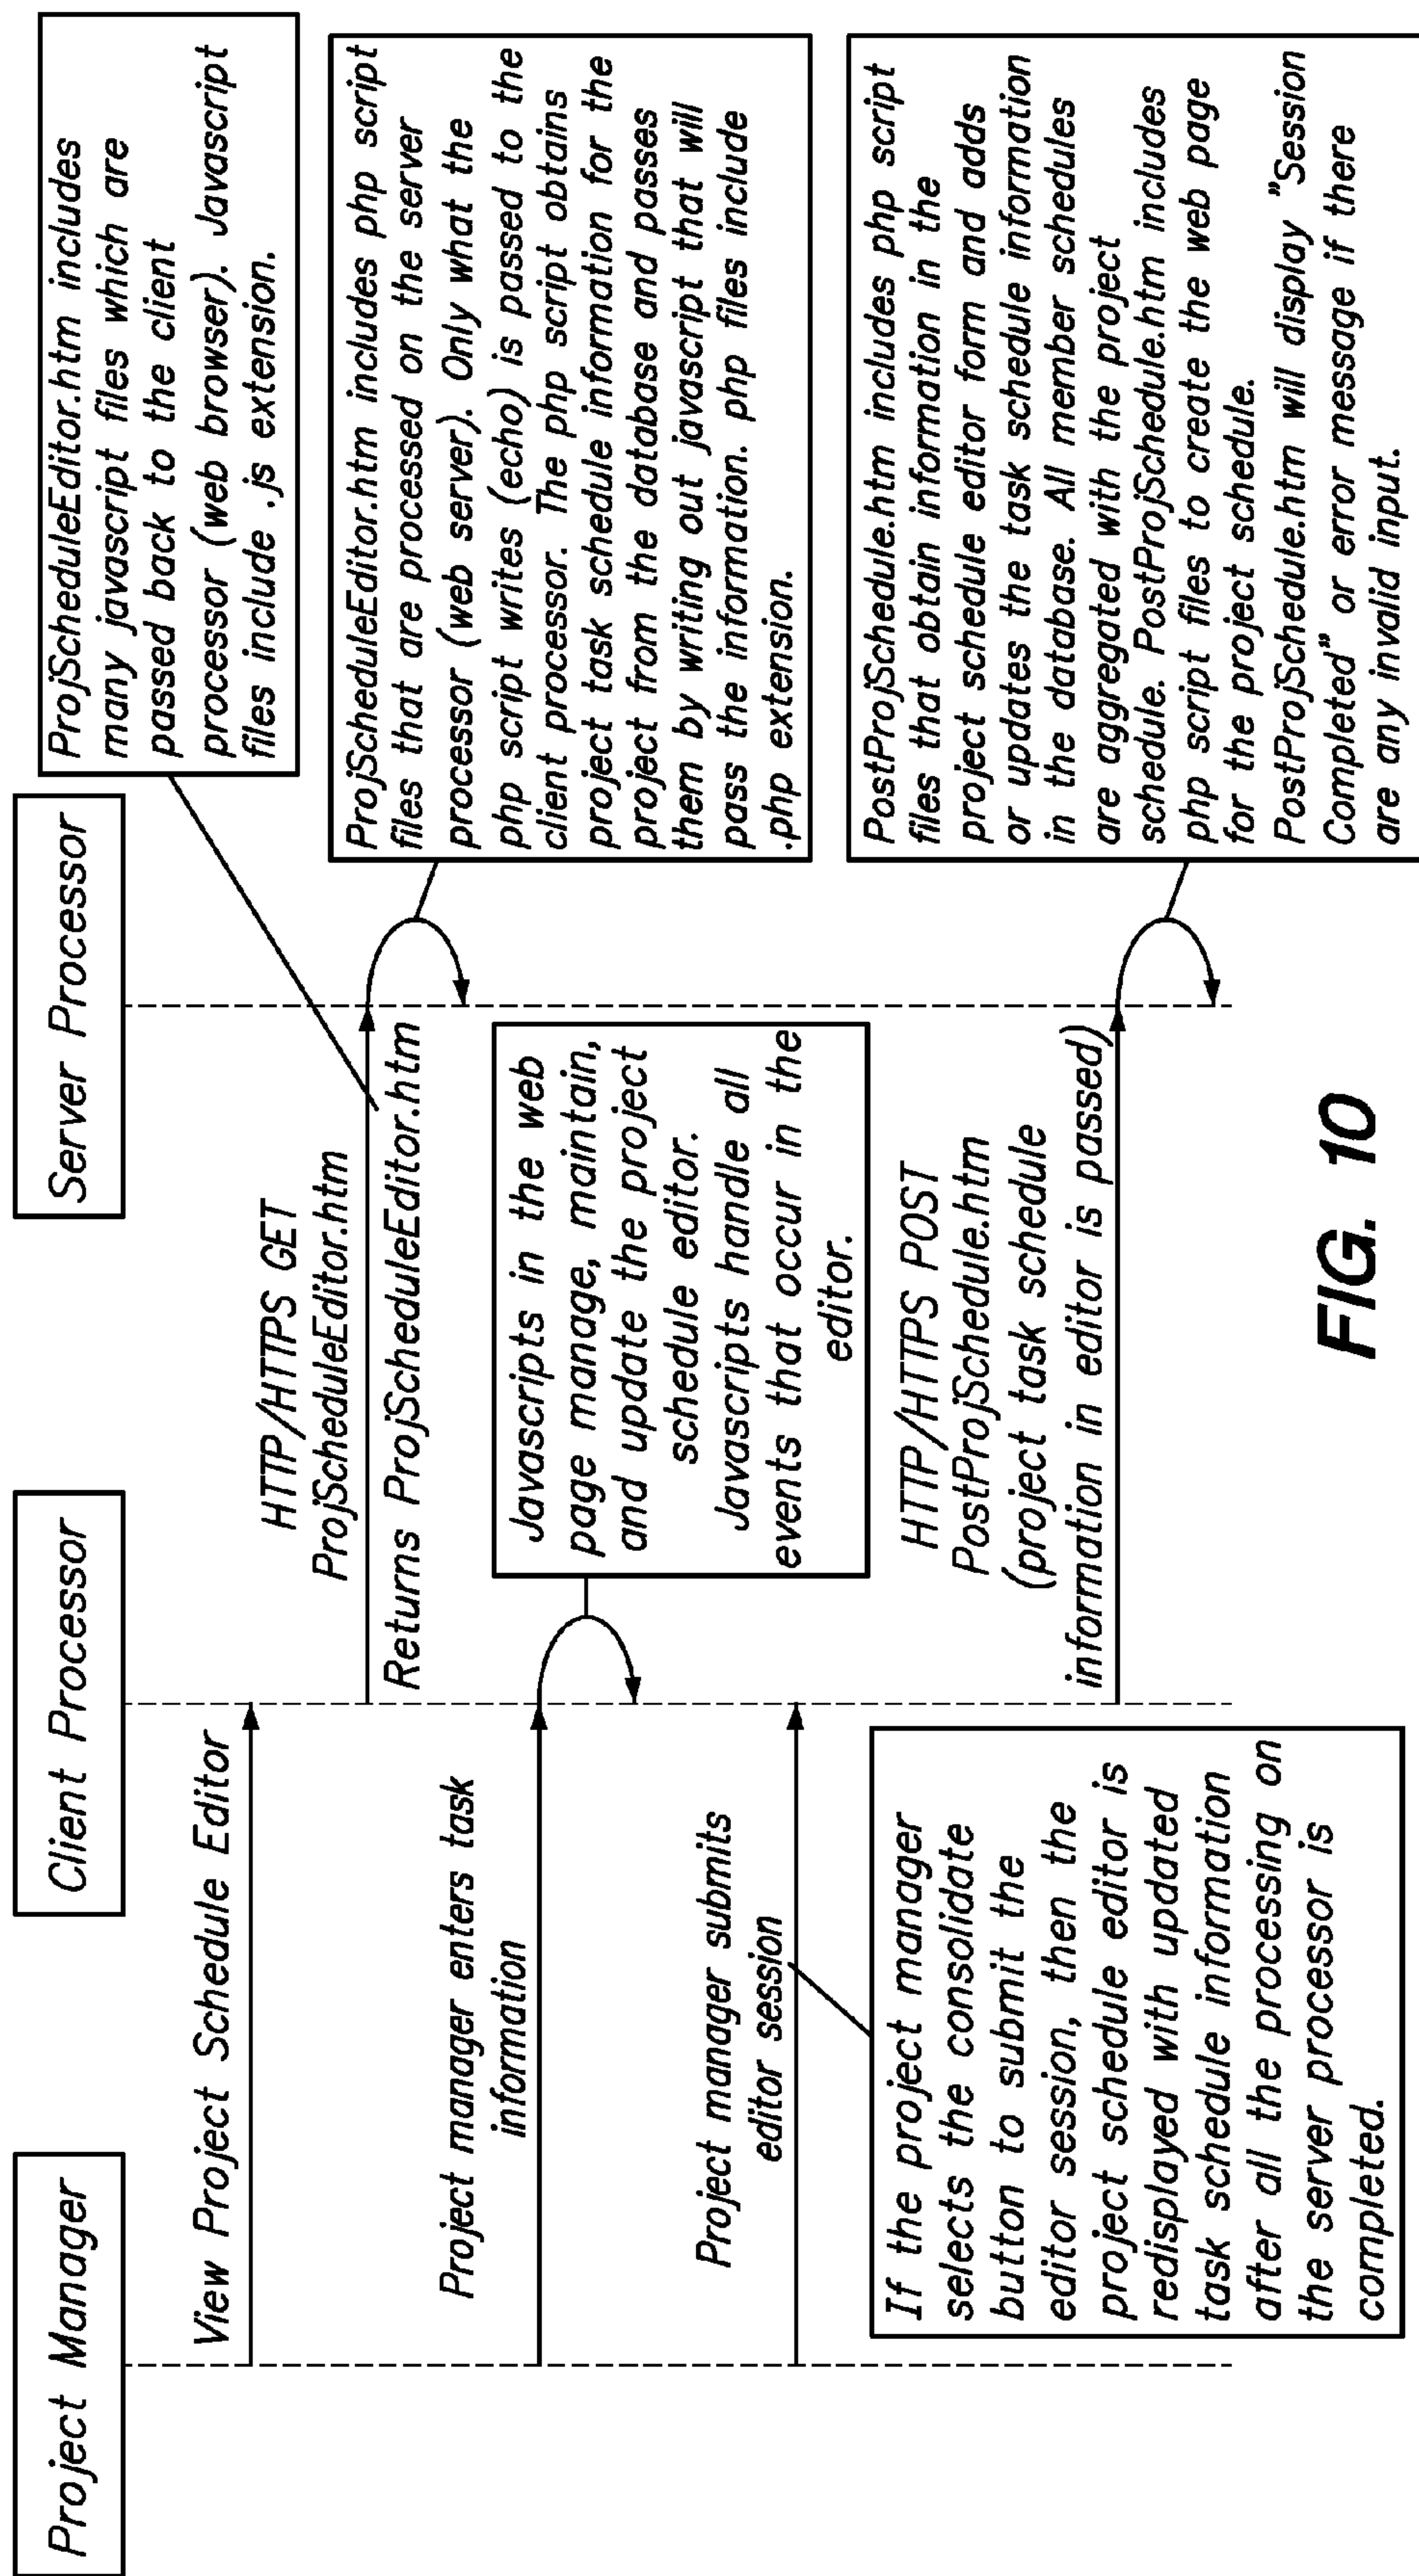 Project Manager
Client Processor
Server Processor
View Project Schedule Editor
HTTP/HTTPS GET
ProjScheduleEditor.htm
Returns ProjScheduleEditor.htm
ProjScheduleEditor.htm includes
many javascript files which are
passed back to the client
processor (web browser). Javascript
files include .js extension.
ProjScheduleEditor.htm includes php script
files that are processed on the server
processor (web server). Only what the
php script writes (echo) is passed to the
client processor. The php script obtains
project task schedule information for the
project from the database and passes
them by writing out javascript that will
pass the information. php files include
.php extension.
Project manager enters task
information
Javascripts in the web
page manage, maintain,
and update the project
schedule editor.
Javascripts handle all
events that occur in the
editor.
Project manager submits
editor session
If the project manager
selects the consolidate
button to submit the
editor session, then the
project schedule editor is
redisplayed with updated
task schedule information
after all the processing on
the server processor is
completed.
HTTP/HTTPS POST
PostProjSchedule.htm
(project task schedule
information in editor is passed)
PostProjSchedule.htm includes php script
files that obtain information in the
project schedule editor form and adds
or updates the task schedule information
in the database. All member schedules
are aggregated with the project
schedule. PostProjSchedule.htm includes
php script files to create the web page
for the project schedule.
PostProjSchedule.htm will display "Session
Completed" or error message if there
are any invalid input.
FIG. 10